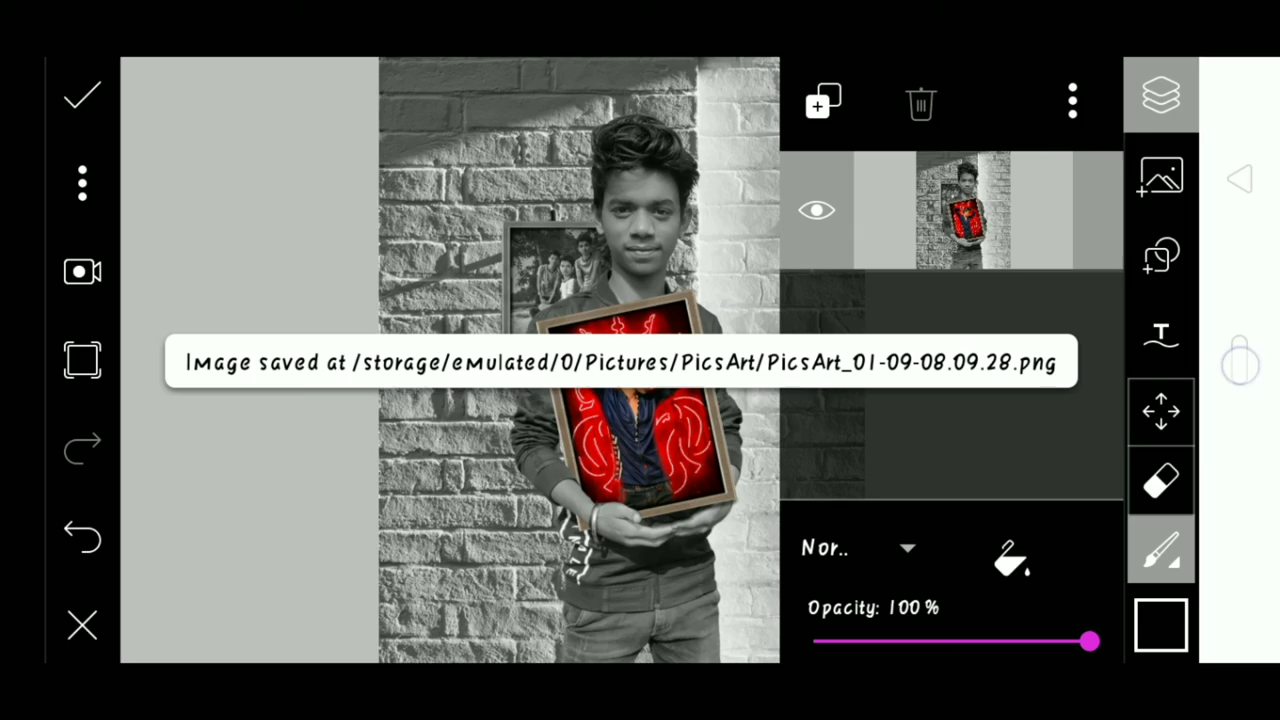 Image saved at /storage/emulated/0/Pictures/PicsArt/PicsArt_01-09-08.09.28.png
Nor..
Opacity: 100 %